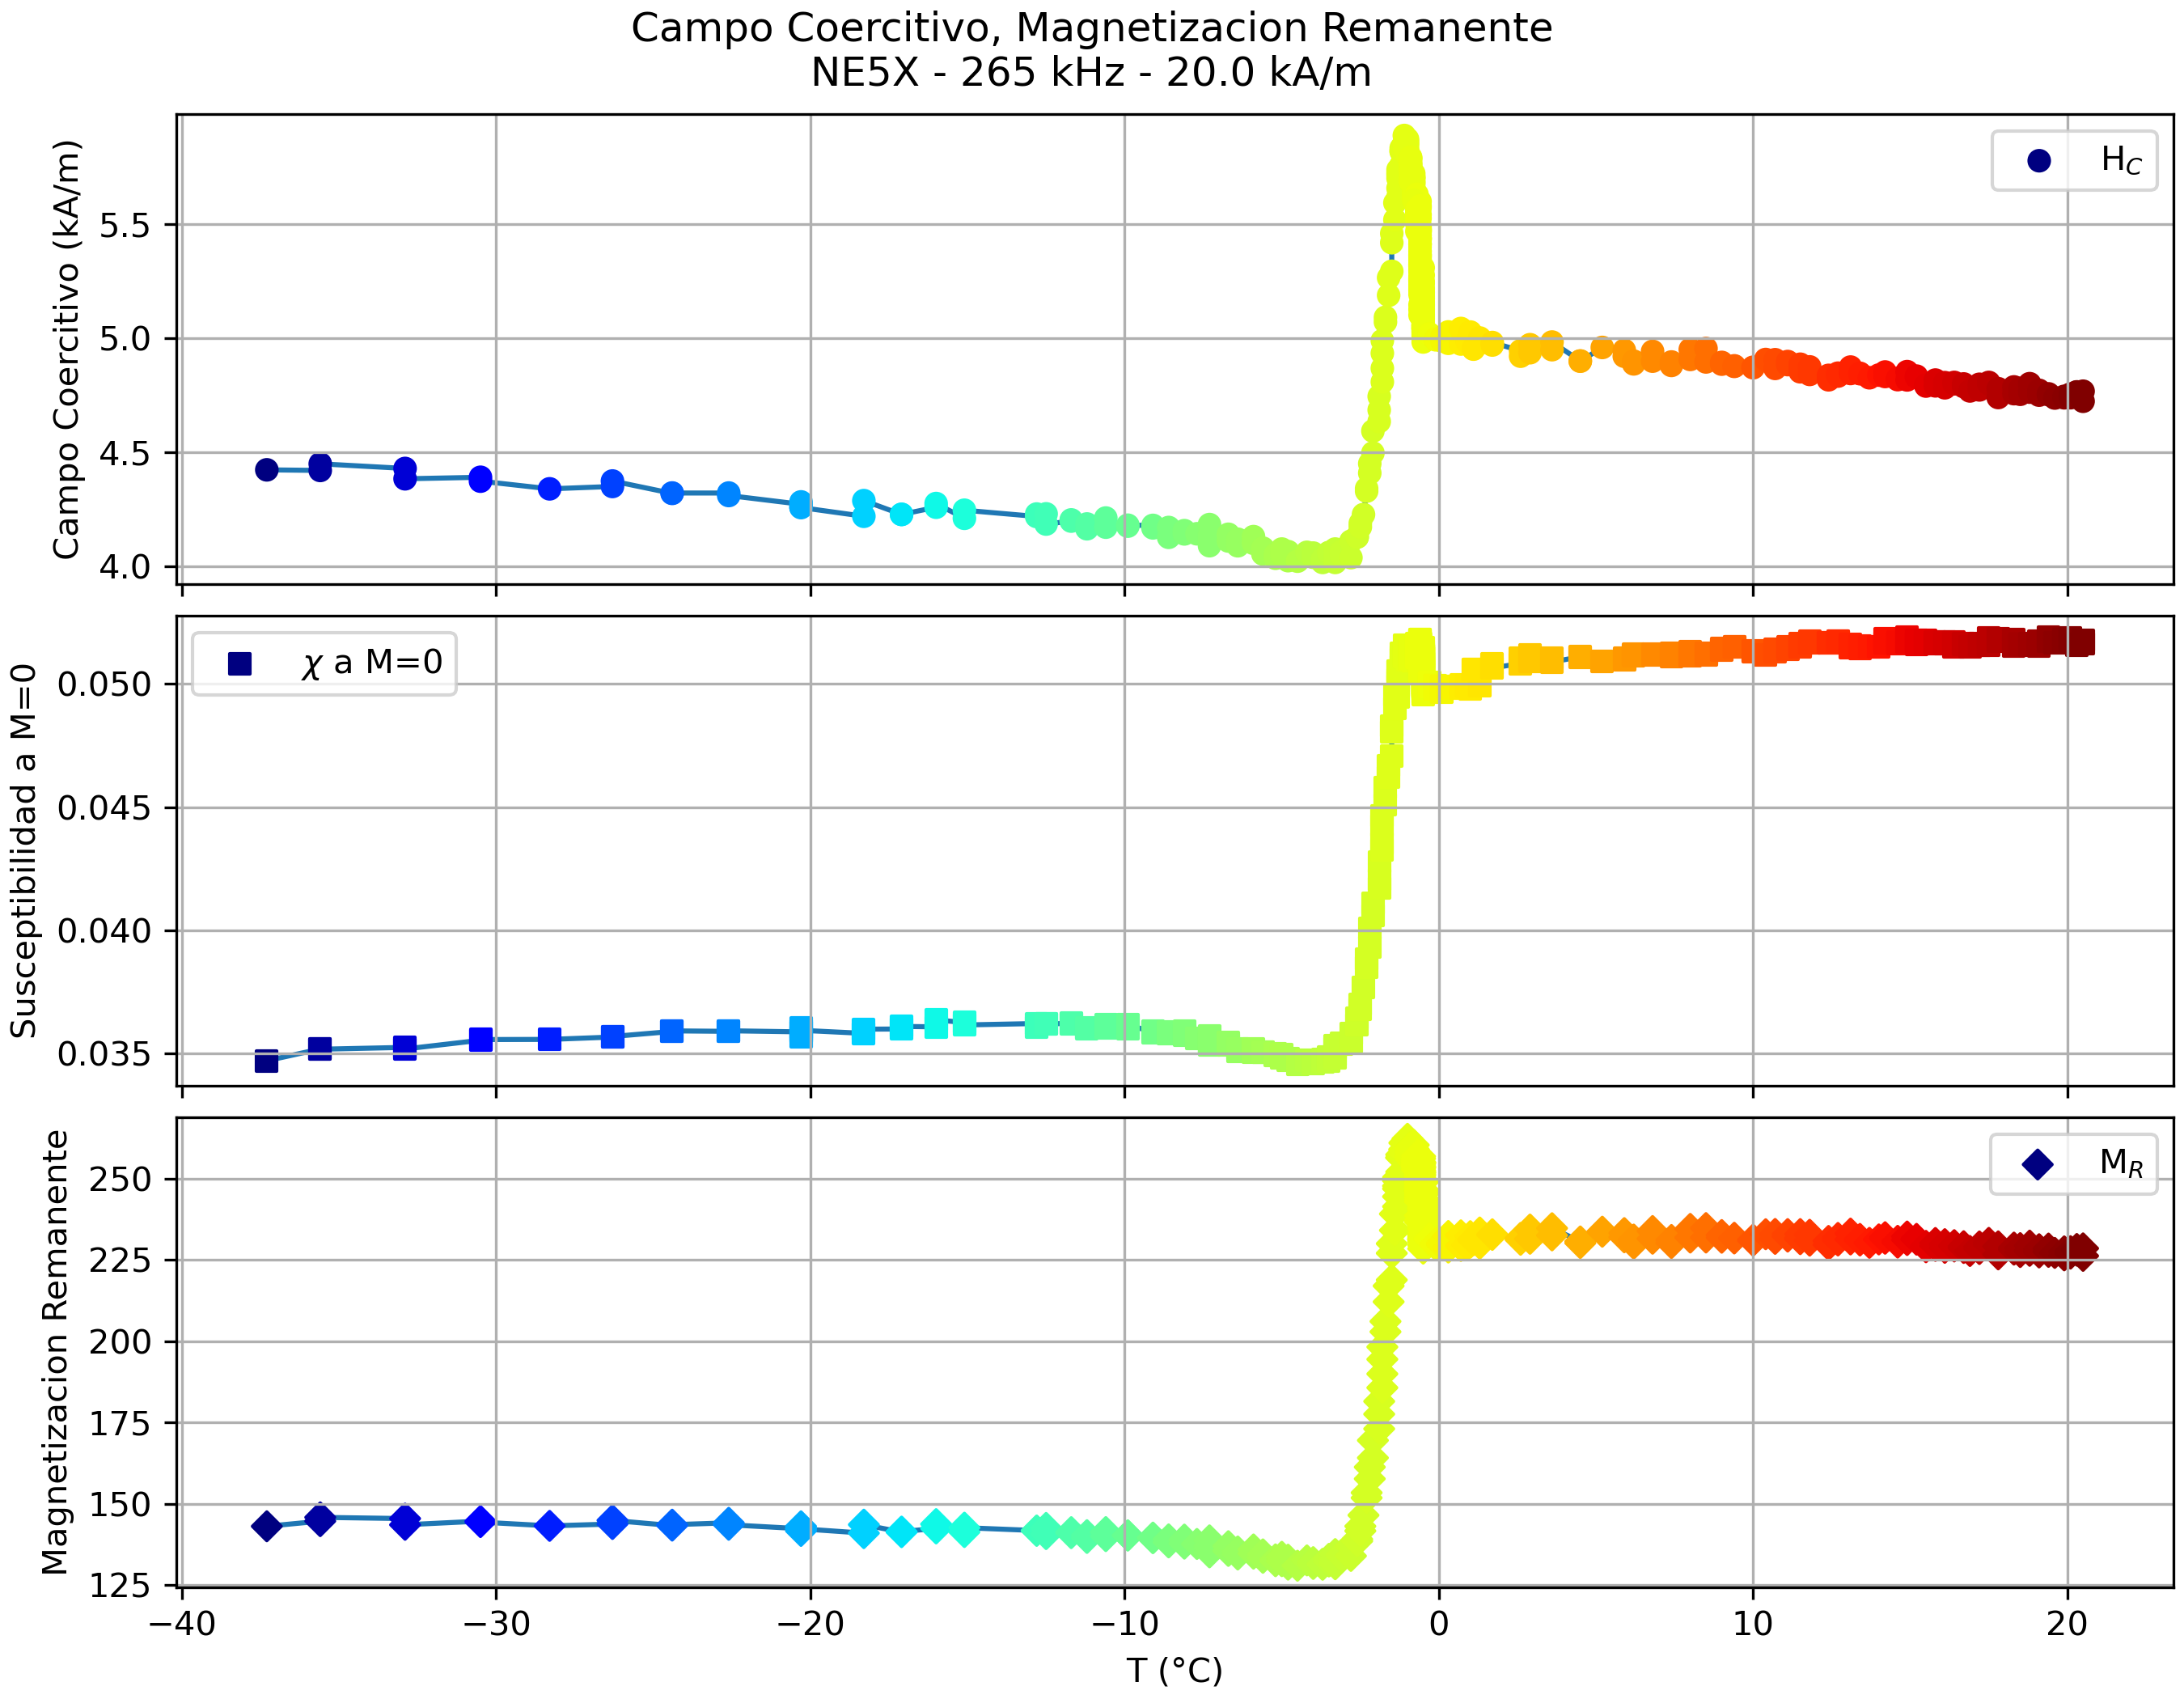 Campo Coercitivo, Magnetizacion Remanente
NE5X - 265 kHz - 20.0 kA/m
Campo Coercitivo (kA/m)
5.5
5.0
4.5
4.0
H_C
Susceptibilidad a M=0
0.050
0.045
0.040
0.035
χ a M=0
Magnetizacion Remanente
250
225
200
175
150
125
M_R
−40 −30 −20 −10 0 10 20
T (°C)